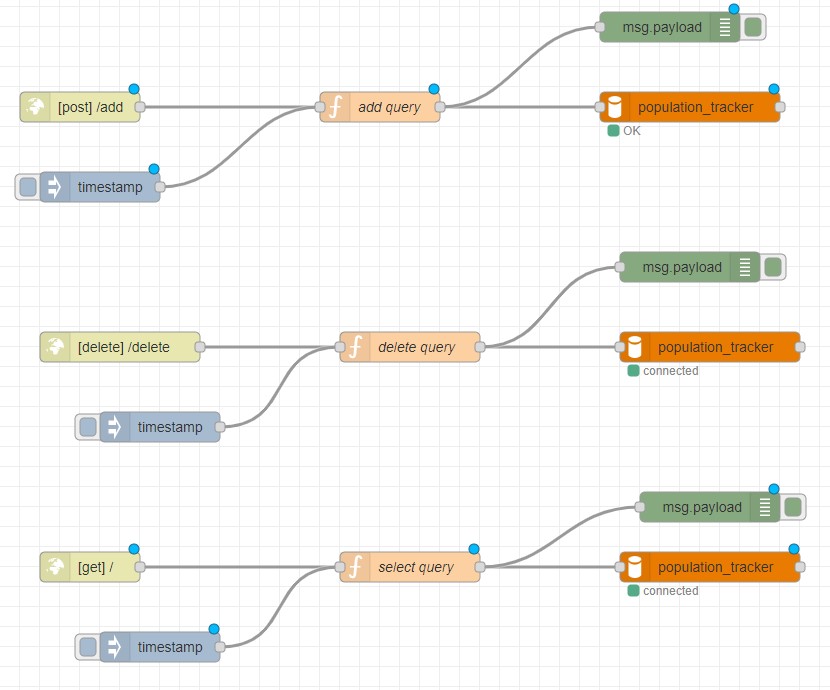 msg.payload
[post] /add
add query
population_tracker
OK
timestamp
msg.payload
[delete] /delete
delete query
population_tracker
connected
timestamp
msg.payload
[get] /
select query
population_tracker
connected
timestamp